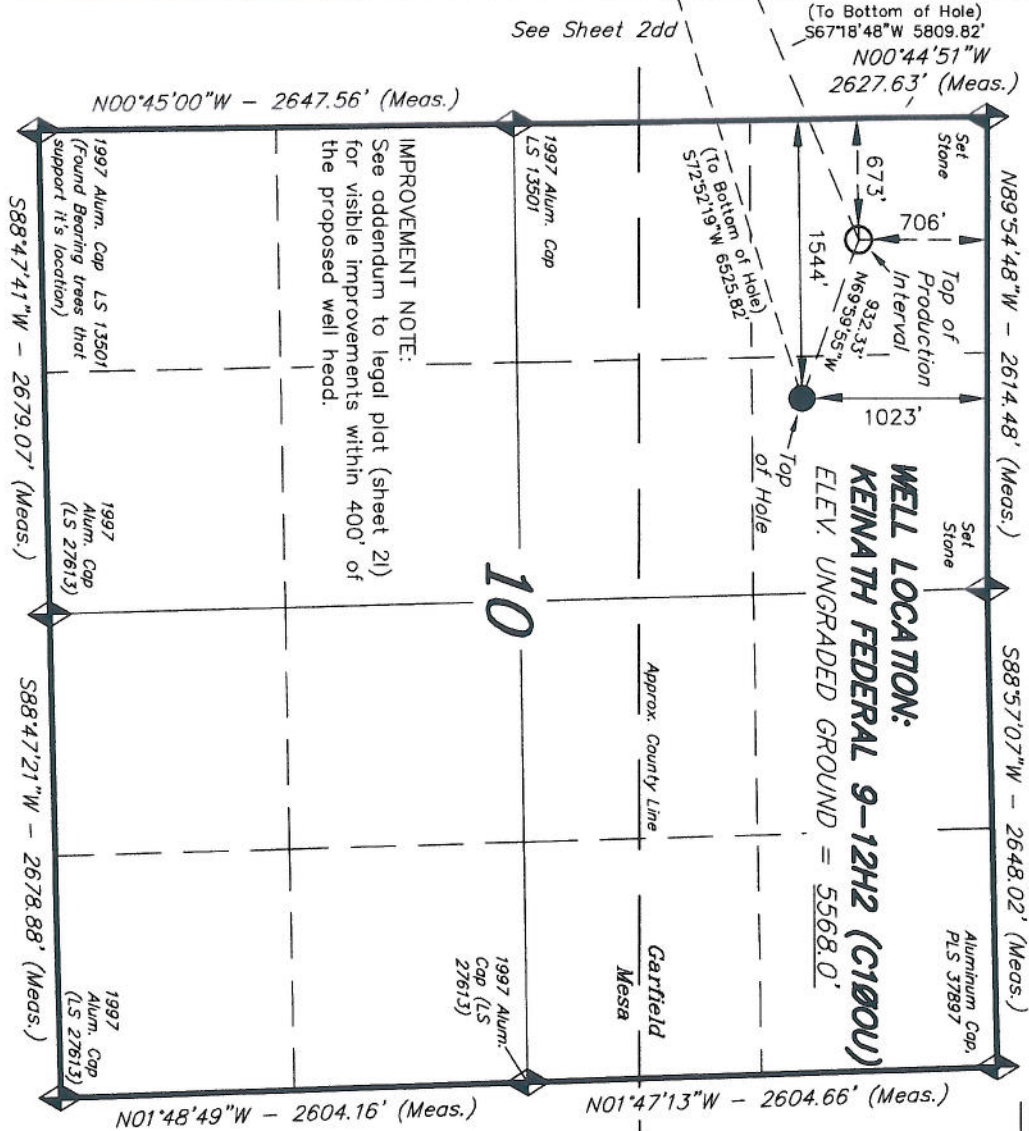 (To Bottom of Hole)
S67°18'48"W 5809.82'
See Sheet 2dd
N00°44'51"W
2627.63' (Meas.)
N00°45'00"W - 2647.56' (Meas.)
N89°54'48"W - 2614.48' (Meas.)
S88°57'07"W - 2648.02' (Meas.)
Set
Stone
Set
Stone
Aluminum Cap,
PLS 37897
673'
706'
Top of
Production
Interval
932.33'
N69°59'55"W
1544'
(To Bottom of Hole)
S72°52'19"W 6525.82'
1023'
Top
of Hole
WELL LOCATION:
KEINATH FEDERAL 9-12H2 (C10OU)
ELEV. UNGRADED GROUND = 5568.0'
Approx. County Line
Garfield
Mesa
1997 Alum. Cap
LS 13501
10
1997 Alum.
Cap (LS
27613)
IMPROVEMENT NOTE:
See addendum to legal plat (sheet 2l)
for visible improvements within 400' of
the proposed well head.
1997 Alum. Cap LS 13501
(Found Bearing trees that
support it's location)
1997
Alum. Cap
(LS 27613)
1997
Alum. Cap
(LS 27613)
S88°47'41"W - 2679.07' (Meas.)
S88°47'21"W - 2678.88' (Meas.)
N01°48'49"W - 2604.16' (Meas.)
N01°47'13"W - 2604.66' (Meas.)